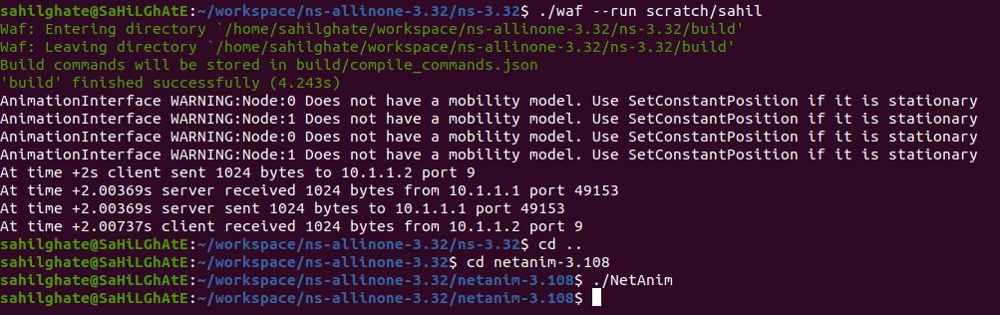 sahilghate@SaHiLGhAtE:~/workspace/ns-allinone-3.32/ns-3.32$ ./waf --run scratch/sahil
Waf: Entering directory `/home/sahilghate/workspace/ns-allinone-3.32/ns-3.32/build'
Waf: Leaving directory `/home/sahilghate/workspace/ns-allinone-3.32/ns-3.32/build'
Build commands will be stored in build/compile_commands.json
'build' finished successfully (4.243s)
AnimationInterface WARNING:Node:0 Does not have a mobility model. Use SetConstantPosition if it is stationary
AnimationInterface WARNING:Node:1 Does not have a mobility model. Use SetConstantPosition if it is stationary
AnimationInterface WARNING:Node:0 Does not have a mobility model. Use SetConstantPosition if it is stationary
AnimationInterface WARNING:Node:1 Does not have a mobility model. Use SetConstantPosition if it is stationary
At time +2s client sent 1024 bytes to 10.1.1.2 port 9
At time +2.00369s server received 1024 bytes from 10.1.1.1 port 49153
At time +2.00369s server sent 1024 bytes to 10.1.1.1 port 49153
At time +2.00737s client received 1024 bytes from 10.1.1.2 port 9
sahilghate@SaHiLGhAtE:~/workspace/ns-allinone-3.32/ns-3.32$ cd ..
sahilghate@SaHiLGhAtE:~/workspace/ns-allinone-3.32$ cd netanim-3.108
sahilghate@SaHiLGhAtE:~/workspace/ns-allinone-3.32/netanim-3.108$ ./NetAnim
sahilghate@SaHiLGhAtE:~/workspace/ns-allinone-3.32/netanim-3.108$